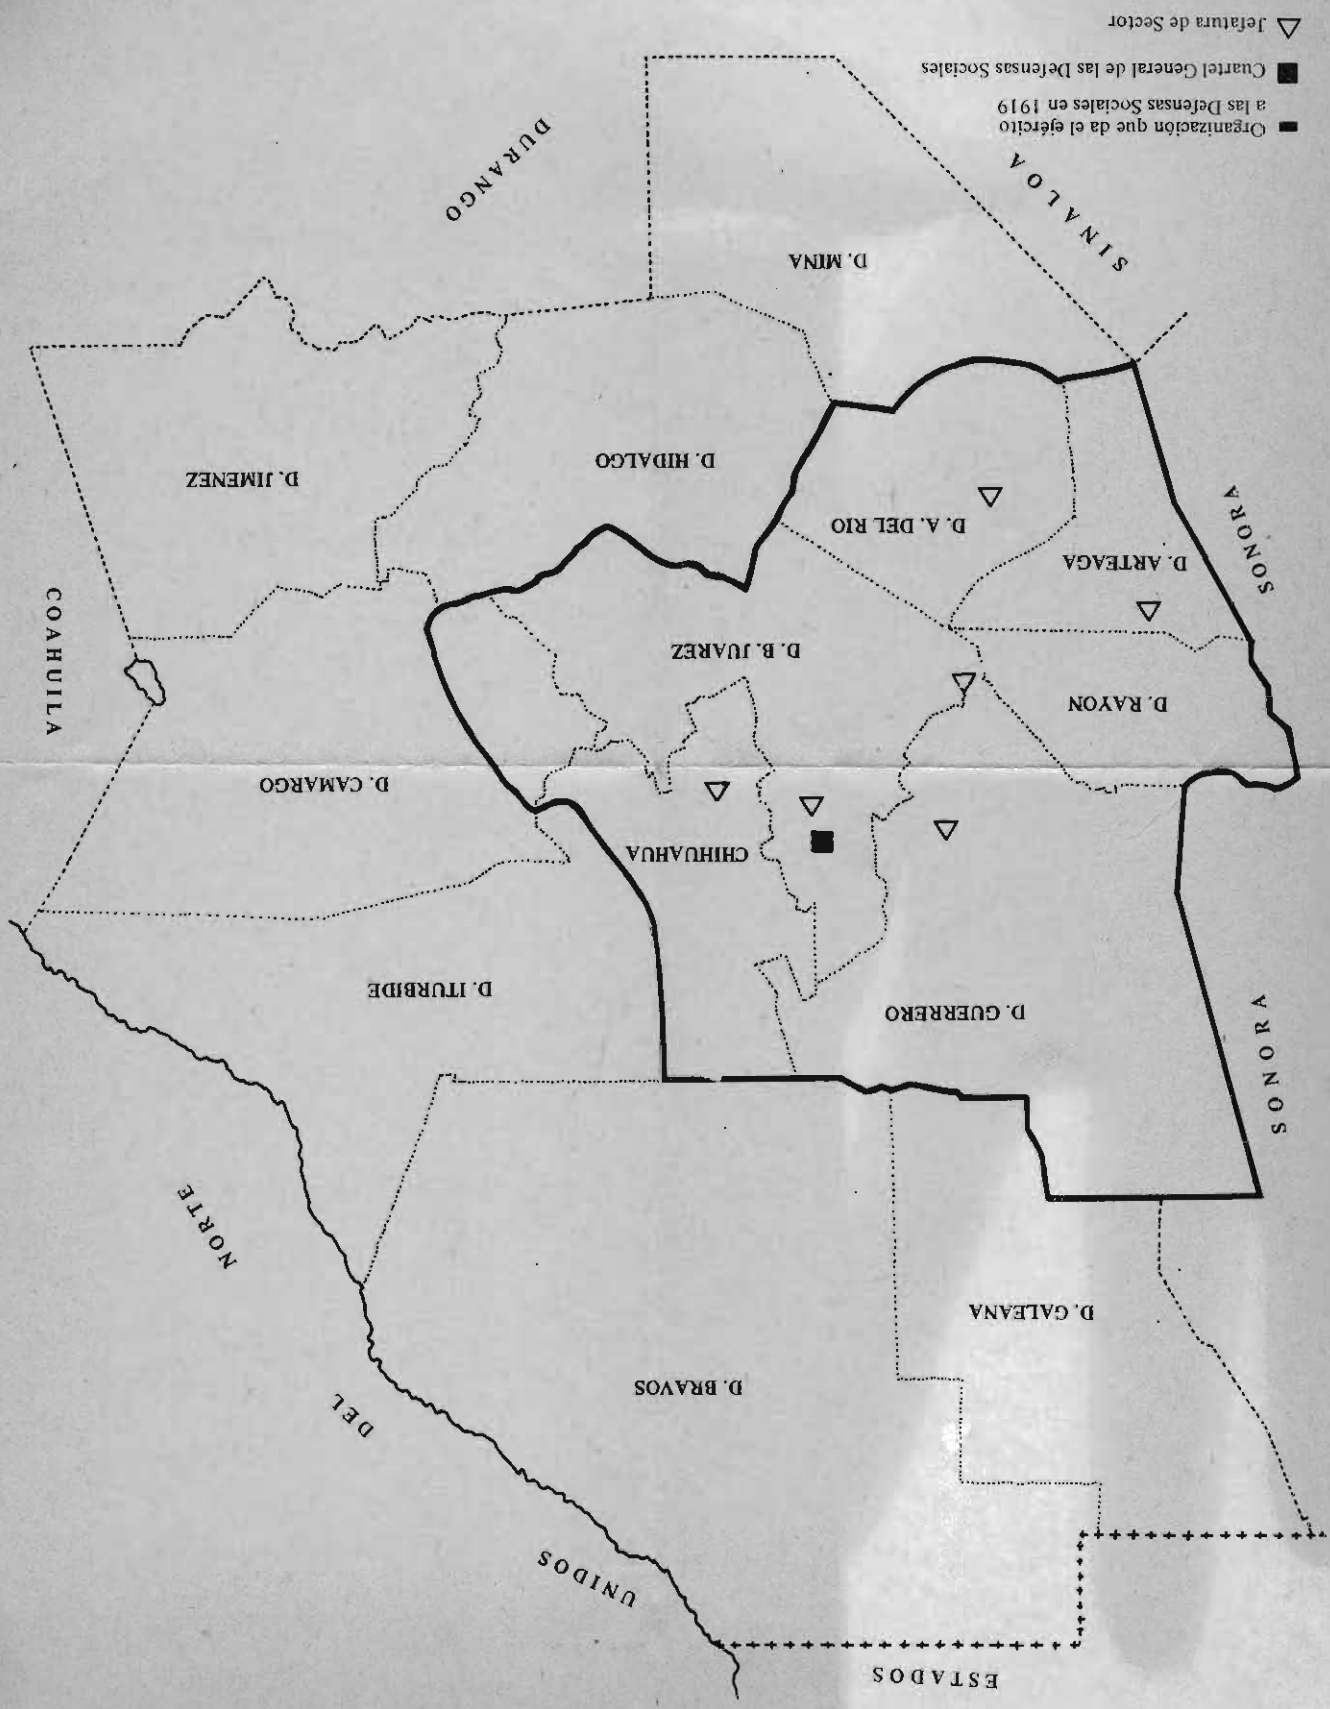 ESTADOS
UNIDOS
DEL
NORTE
D. BRAVOS
D. GALEANA
SONORA
D. GUERRERO
D. ITURBIDE
CHIHUAHUA
D. CAMARGO
COAHUILA
D. RAYON
D. B. JUAREZ
D. ARTEAGA
SONORA
D. A. DEL RIO
D. JIMENEZ
D. HIDALGO
D. MINA
SINALOA
DURANGO
Organización que da el ejército
a las Defensas Sociales en 1919
Cuartel General de las Defensas Sociales
Jefatura de Sector